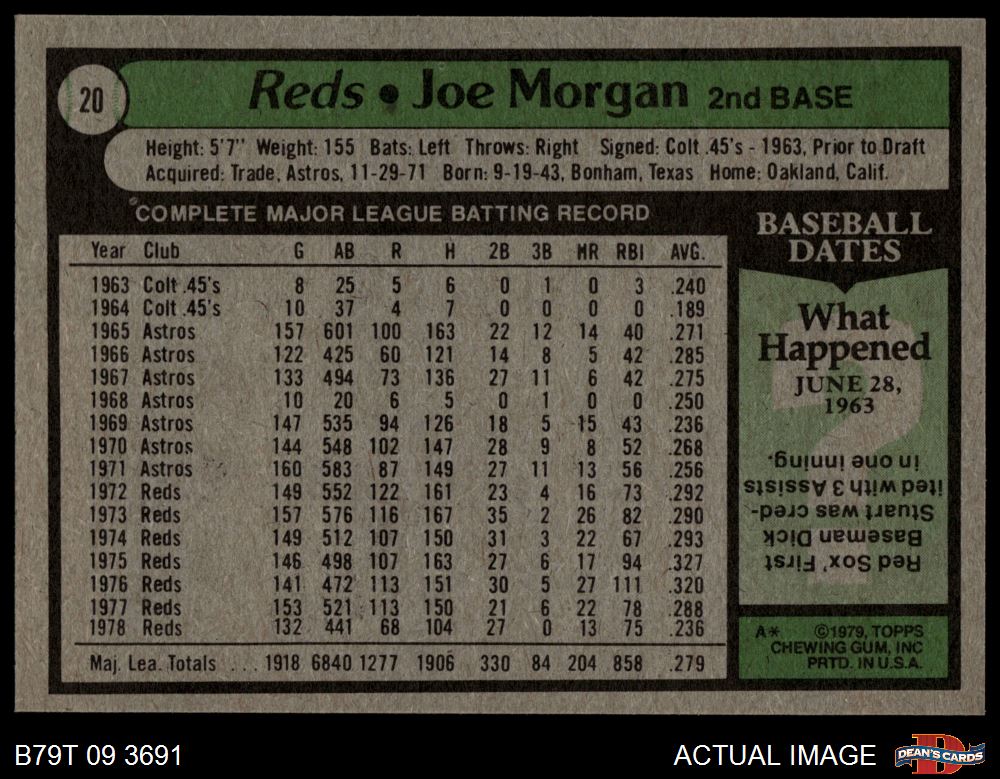 20
Reds • Joe Morgan 2nd BASE
Height: 5'7" Weight: 155 Bats: Left Throws: Right Signed: Colt .45's - 1963, Prior to Draft
Acquired: Trade, Astros, 11-29-71 Born: 9-19-43, Bonham, Texas Home: Oakland, Calif.
COMPLETE MAJOR LEAGUE BATTING RECORD
Year Club G AB R H 2B 3B HR RBI AVG.
1963 Colt .45's 8 25 5 6 0 1 0 3 .240
1964 Colt .45's 10 37 4 7 0 0 0 0 .189
1965 Astros 157 601 100 163 22 12 14 40 .271
1966 Astros 122 425 60 121 14 8 5 42 .285
1967 Astros 133 494 73 136 27 11 6 42 .275
1968 Astros 10 20 6 5 0 1 0 0 .250
1969 Astros 147 535 94 126 18 5 15 43 .236
1970 Astros 144 548 102 147 28 9 8 52 .268
1971 Astros 160 583 87 149 27 11 13 56 .256
1972 Reds 149 552 122 161 23 4 16 73 .292
1973 Reds 157 576 116 167 35 2 26 82 .290
1974 Reds 149 512 107 150 31 3 22 67 .293
1975 Reds 146 498 107 163 27 6 17 94 .327
1976 Reds 141 472 113 151 30 5 27 111 .320
1977 Reds 153 521 113 150 21 6 22 78 .288
1978 Reds 132 441 68 104 27 0 13 75 .236
Maj. Lea. Totals ... 1918 6840 1277 1906 330 84 204 858 .279
BASEBALL
DATES
What
Happened
JUNE 28,
1963
Red Sox' First
Baseman Dick
Stuart was cred-
ited with 3 Assists
in one inning.
A* ©1979, TOPPS
CHEWING GUM, INC
PRTD. IN U.S.A.
B79T 09 3691
ACTUAL IMAGE
DEAN'S CARDS